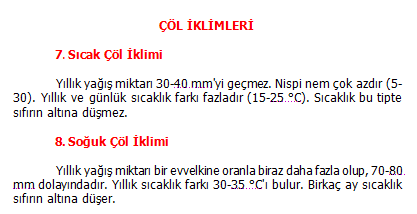 ÇÖL İKLİMLERİ
7. Sıcak Çöl İklimi
Yıllık yağış miktarı 30-40 mm'yi geçmez. Nispi nem çok azdır (5-
30). Yıllık ve günlük sıcaklık farkı fazladır (15-25 °C). Sıcaklık bu tipte
sıfırın altına düşmez.
8. Soğuk Çöl İklimi
Yıllık yağış miktarı bir evvelkine oranla biraz daha fazla olup, 70-80
mm dolayındadır. Yıllık sıcaklık farkı 30-35 °C'ı bulur. Birkaç ay sıcaklık
sıfırın altına düşer.